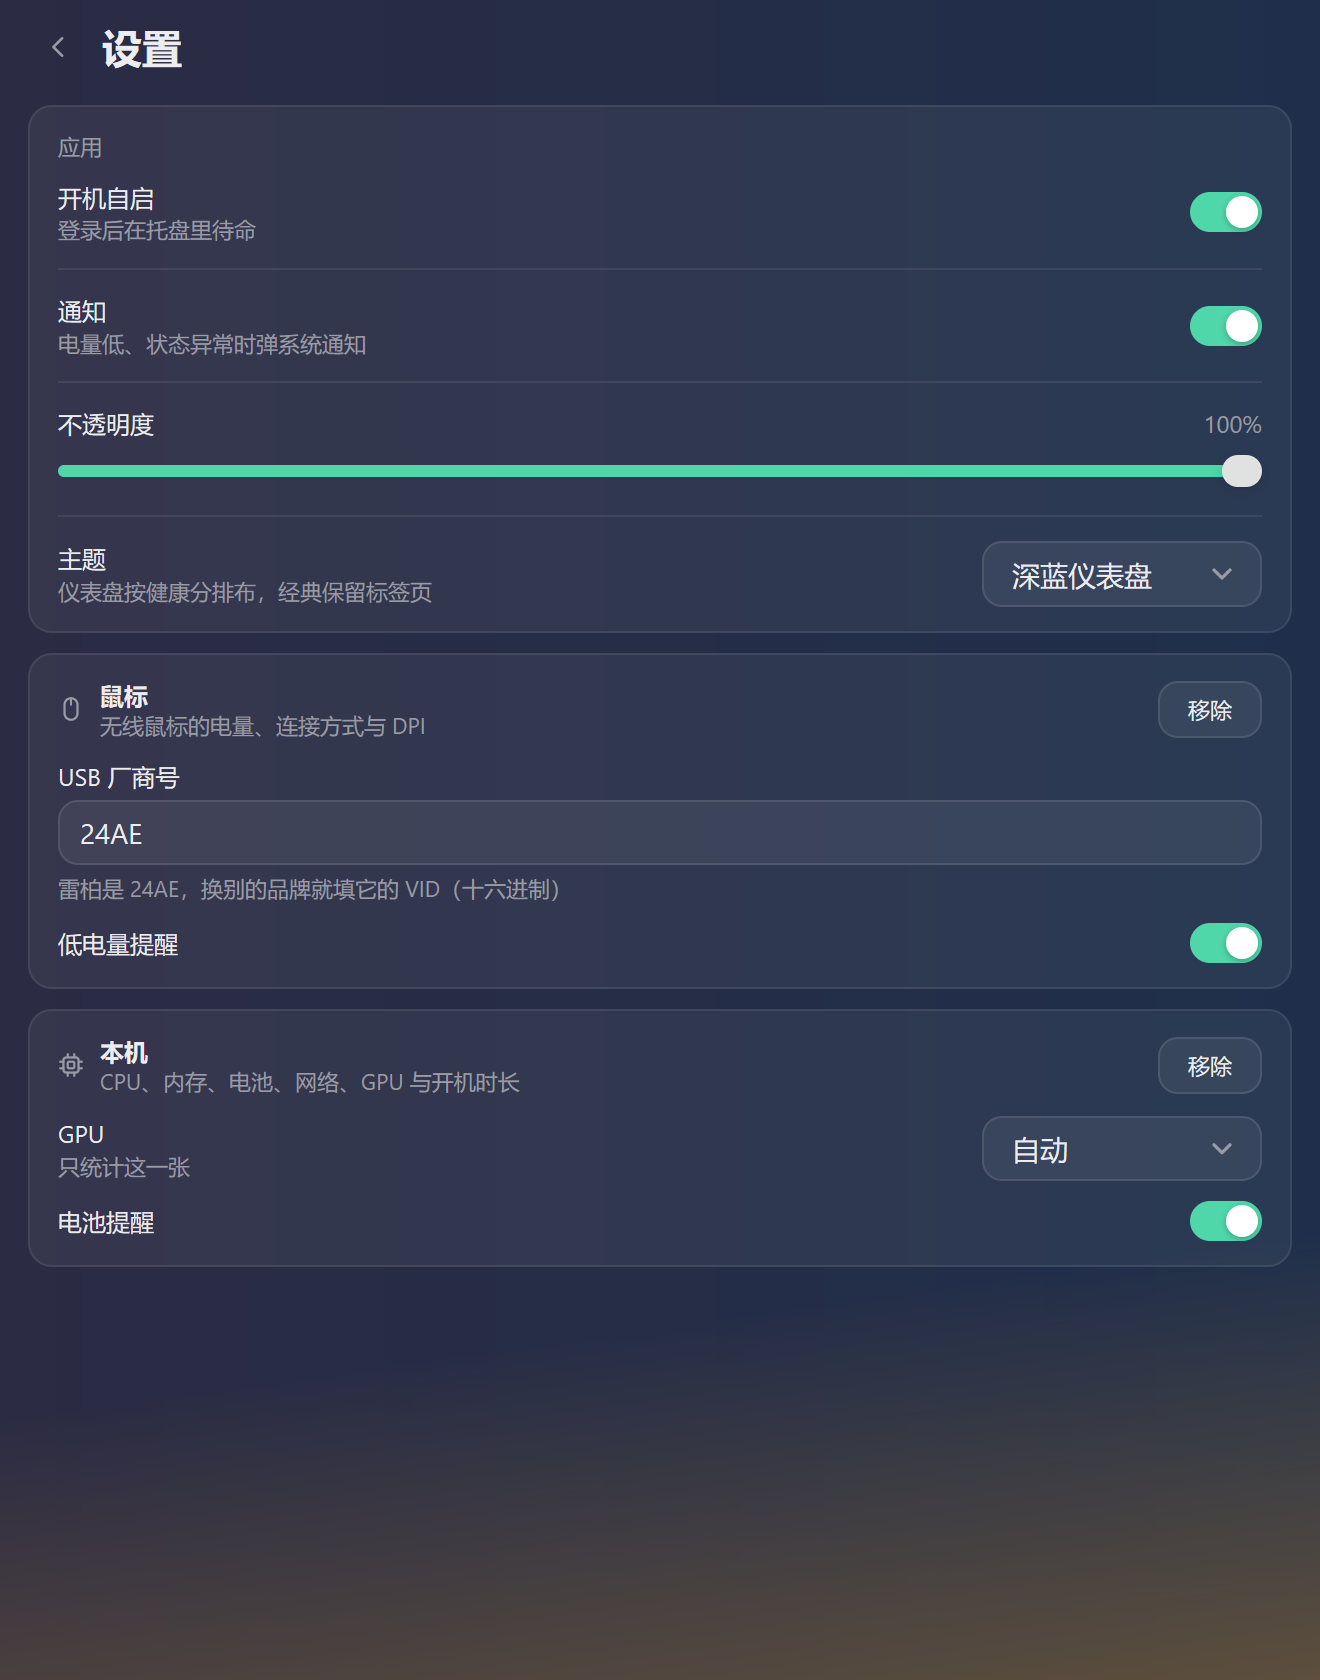 设置
应用
开机自启
登录后在托盘里待命
通知
电量低、状态异常时弹系统通知
不透明度
100%
主题
仪表盘按健康分排布，经典保留标签页
深蓝仪表盘
鼠标
无线鼠标的电量、连接方式与 DPI
移除
USB 厂商号
24AE
雷柏是 24AE，换别的品牌就填它的 VID（十六进制）
低电量提醒
本机
CPU、内存、电池、网络、GPU 与开机时长
移除
GPU
只统计这一张
自动
电池提醒